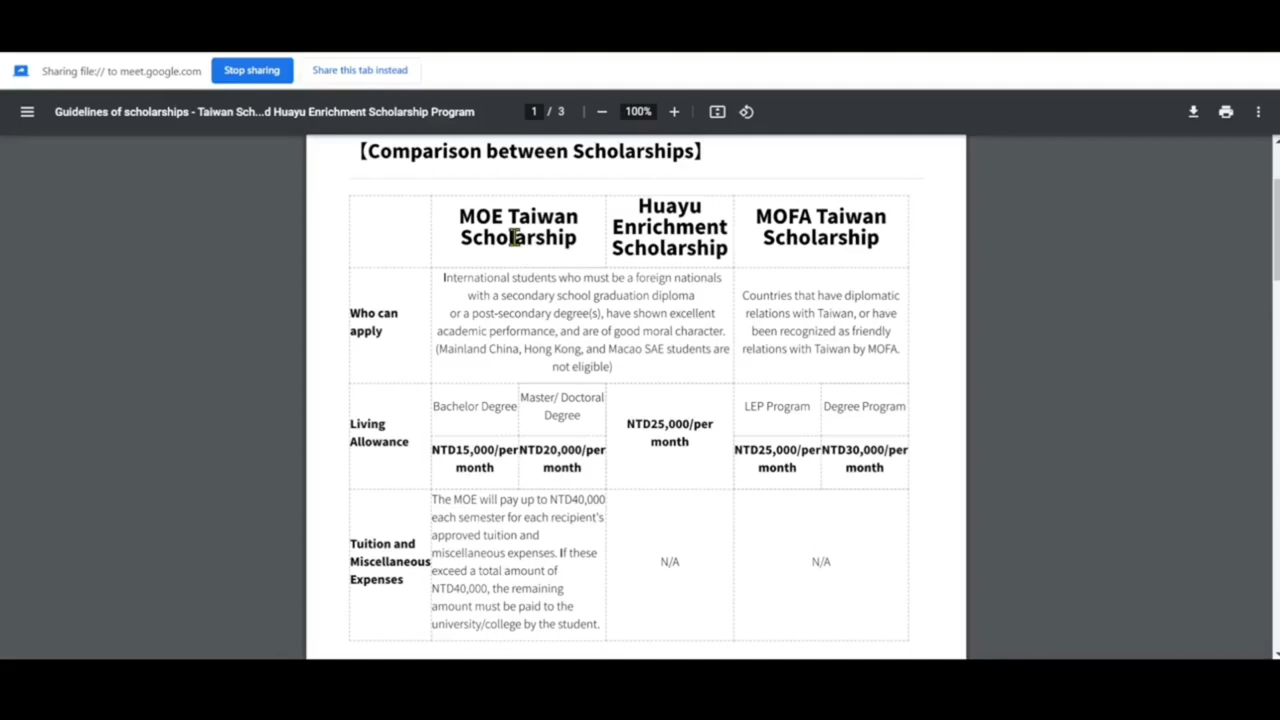 Sharing file:// to meet.google.com
Stop sharing
Share this tab instead
Guidelines of scholarships - Taiwan Sch...d Huayu Enrichment Scholarship Program
1 / 3
100%
【Comparison between Scholarships】
MOE Taiwan
Scholarship
Huayu
Enrichment
Scholarship
MOFA Taiwan
Scholarship
Who can
apply
International students who must be a foreign nationals
with a secondary school graduation diploma
or a post-secondary degree(s), have shown excellent
academic performance, and are of good moral character.
(Mainland China, Hong Kong, and Macao SAE students are
not eligible)
Countries that have diplomatic
relations with Taiwan, or have
been recognized as friendly
relations with Taiwan by MOFA.
Living
Allowance
Bachelor Degree
Master/ Doctoral
Degree
NTD15,000/per
month
NTD20,000/per
month
NTD25,000/per
month
LEP Program
Degree Program
NTD25,000/per
month
NTD30,000/per
month
Tuition and
Miscellaneous
Expenses
The MOE will pay up to NTD40,000
each semester for each recipient's
approved tuition and
miscellaneous expenses. If these
exceed a total amount of
NTD40,000, the remaining
amount must be paid to the
university/college by the student.
N/A
N/A